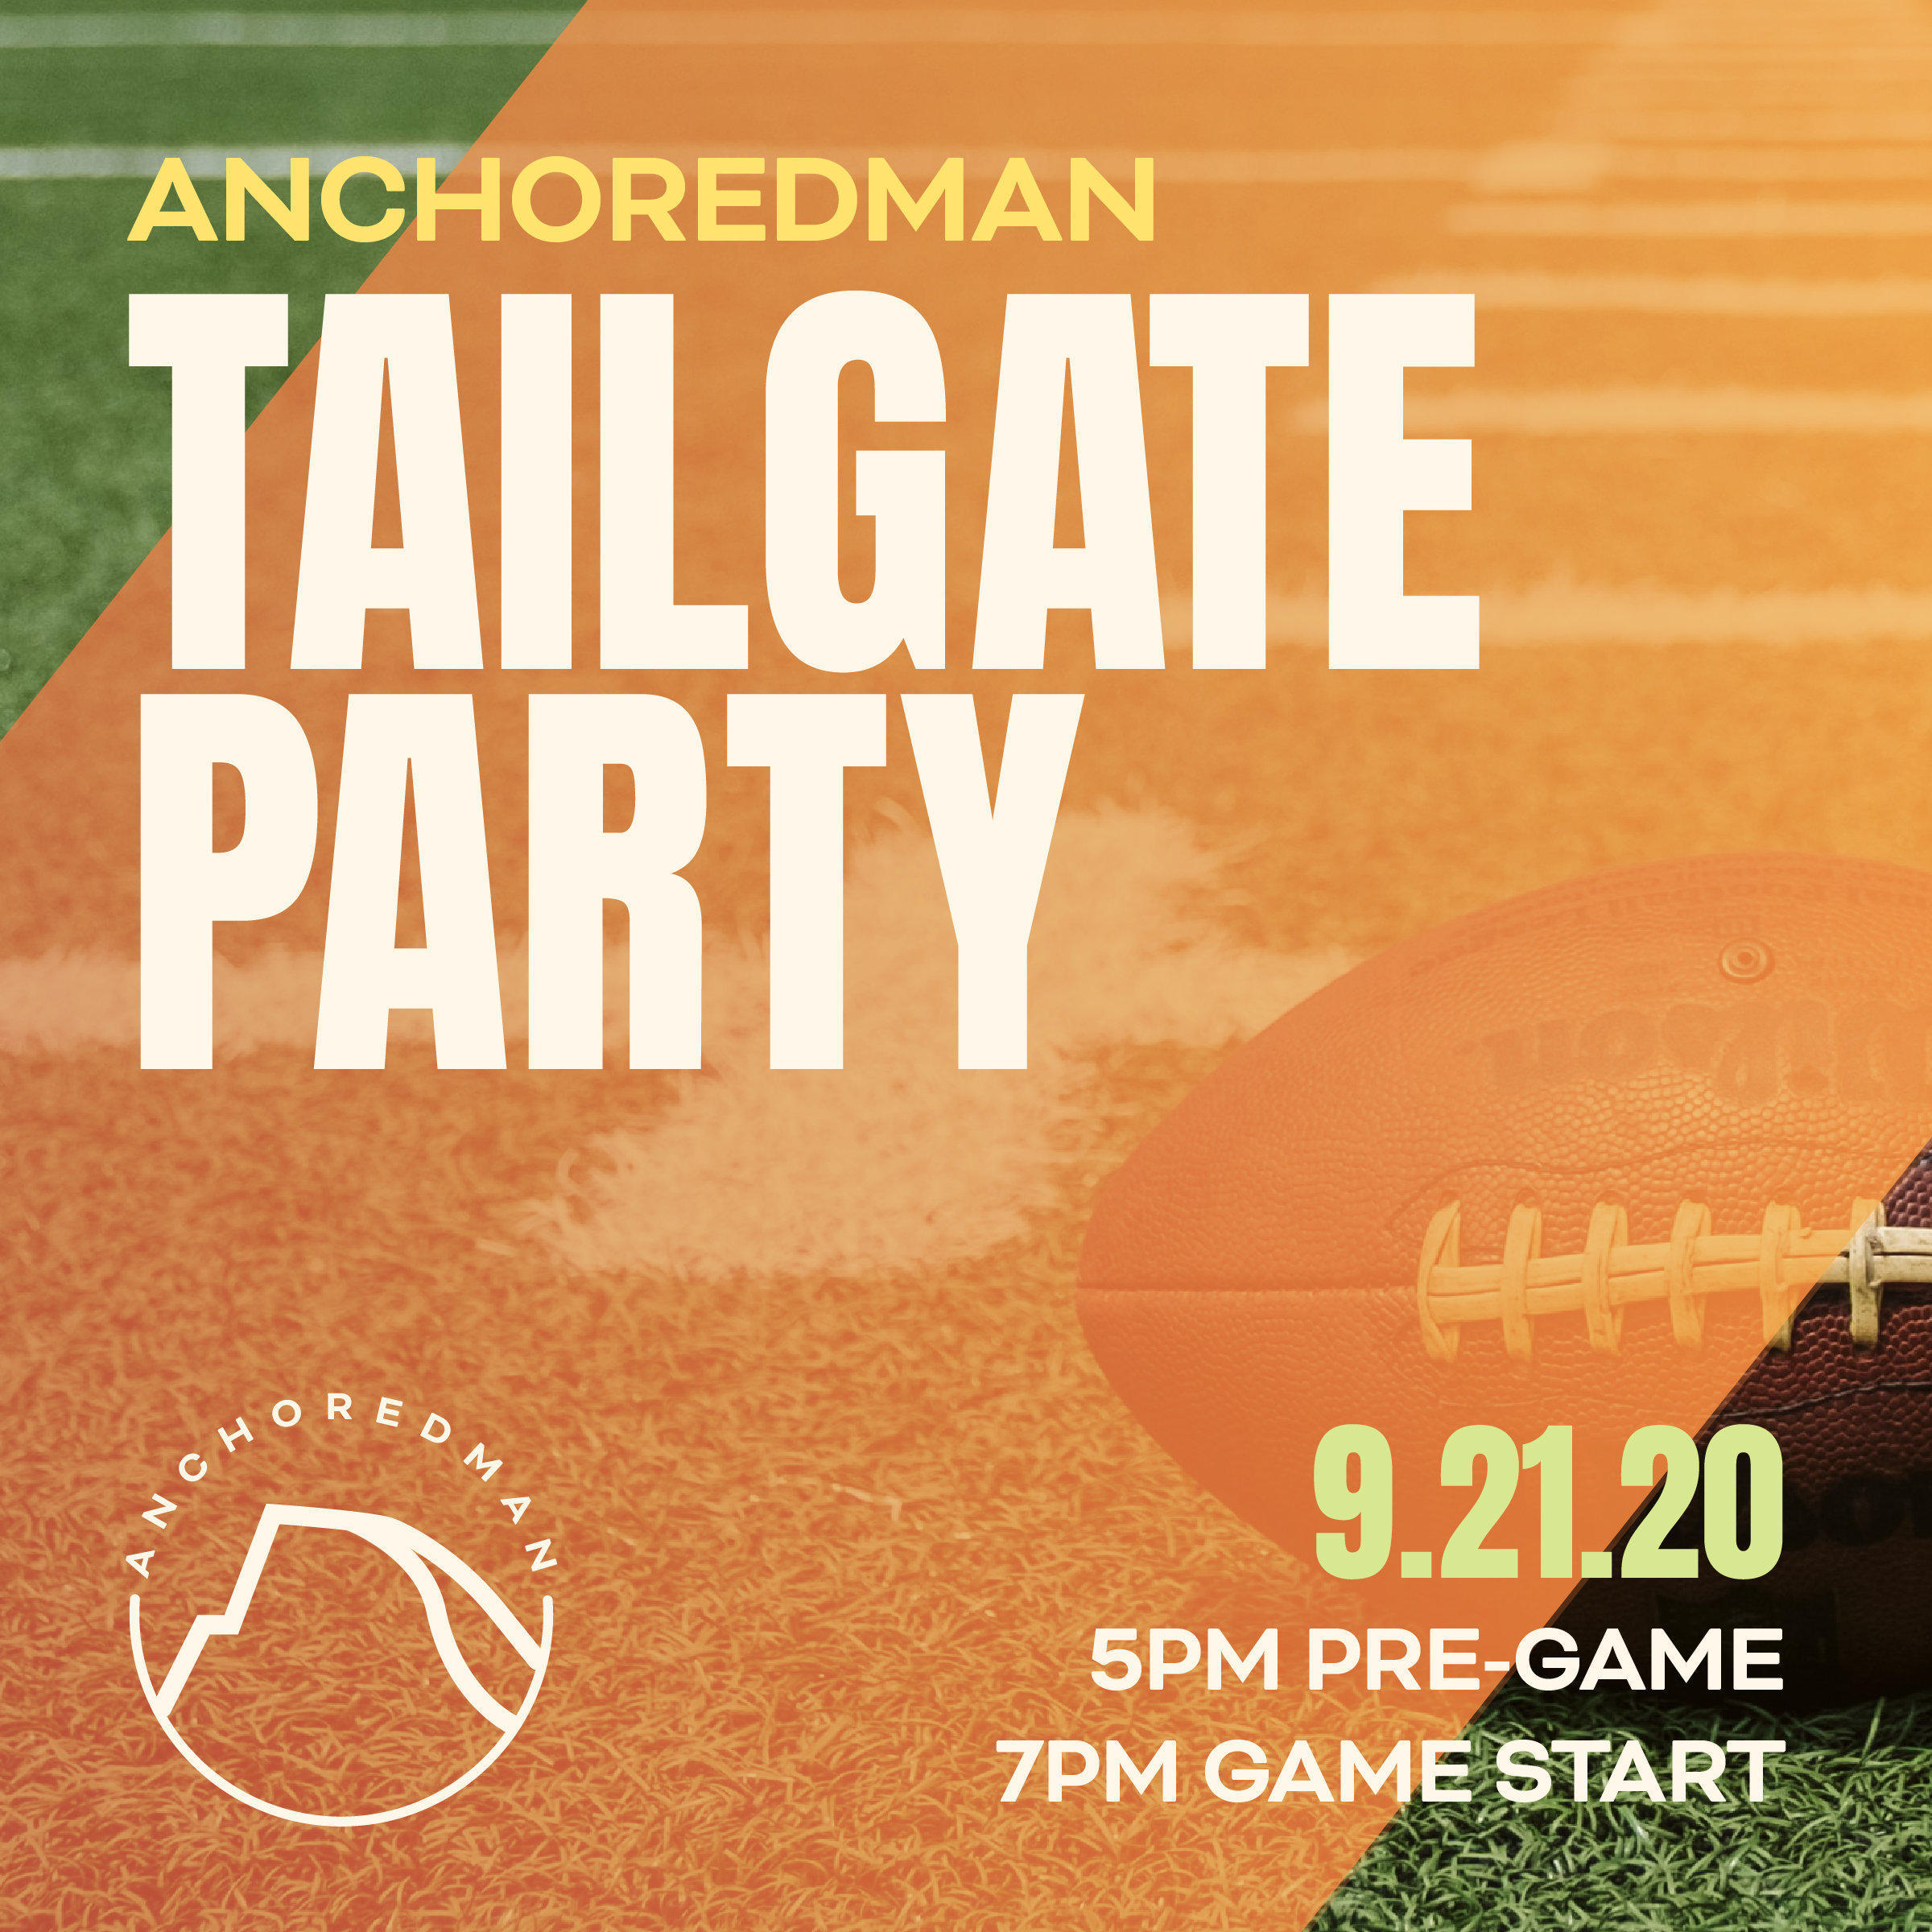 ANCHOREDMAN
TAILGATE
PARTY
ANCHOREDMAN
9.21.20
5PM PRE-GAME
7PM GAME START